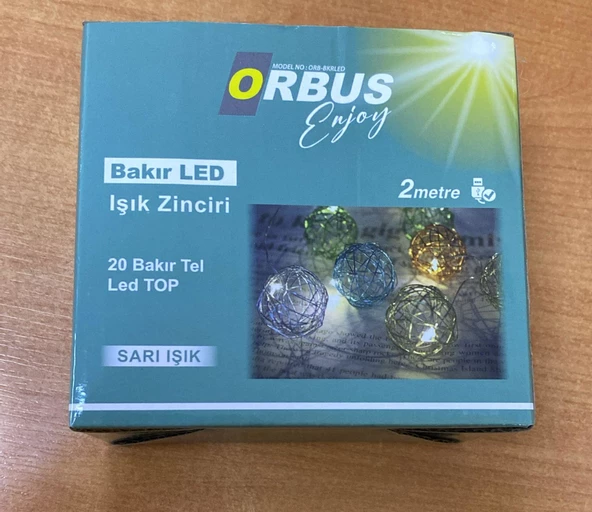 MODEL NO : ORB-BKRLED
ORBUS
Enjoy
Bakır LED
Işık Zinciri
2metre
20 Bakır Tel
Led TOP
SARI IŞIK